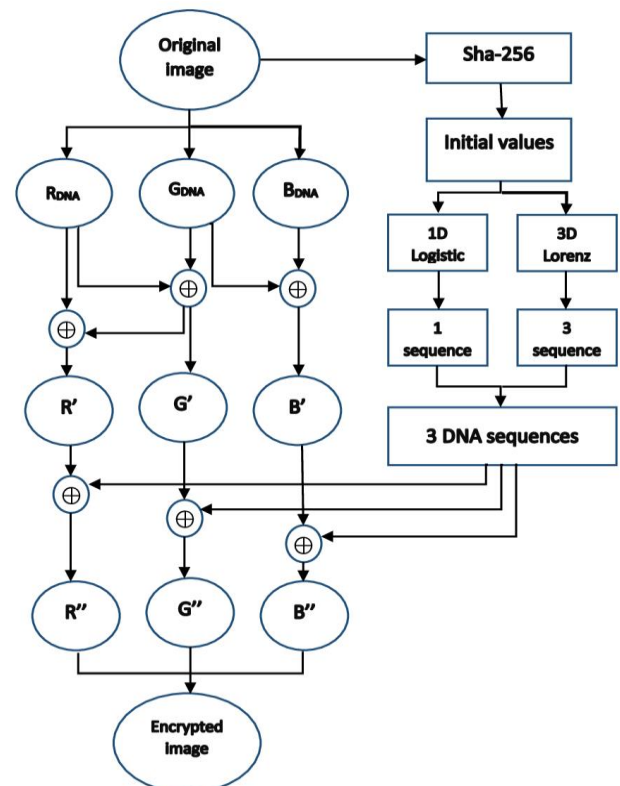 Original
image
Sha-256
Initial values
RDNA
GDNA
BDNA
1D
Logistic
3D
Lorenz
⊕
⊕
⊕
1
sequence
3
sequence
R’
G’
B’
3 DNA sequences
⊕
⊕
⊕
R’’
G’’
B’’
Encrypted
image